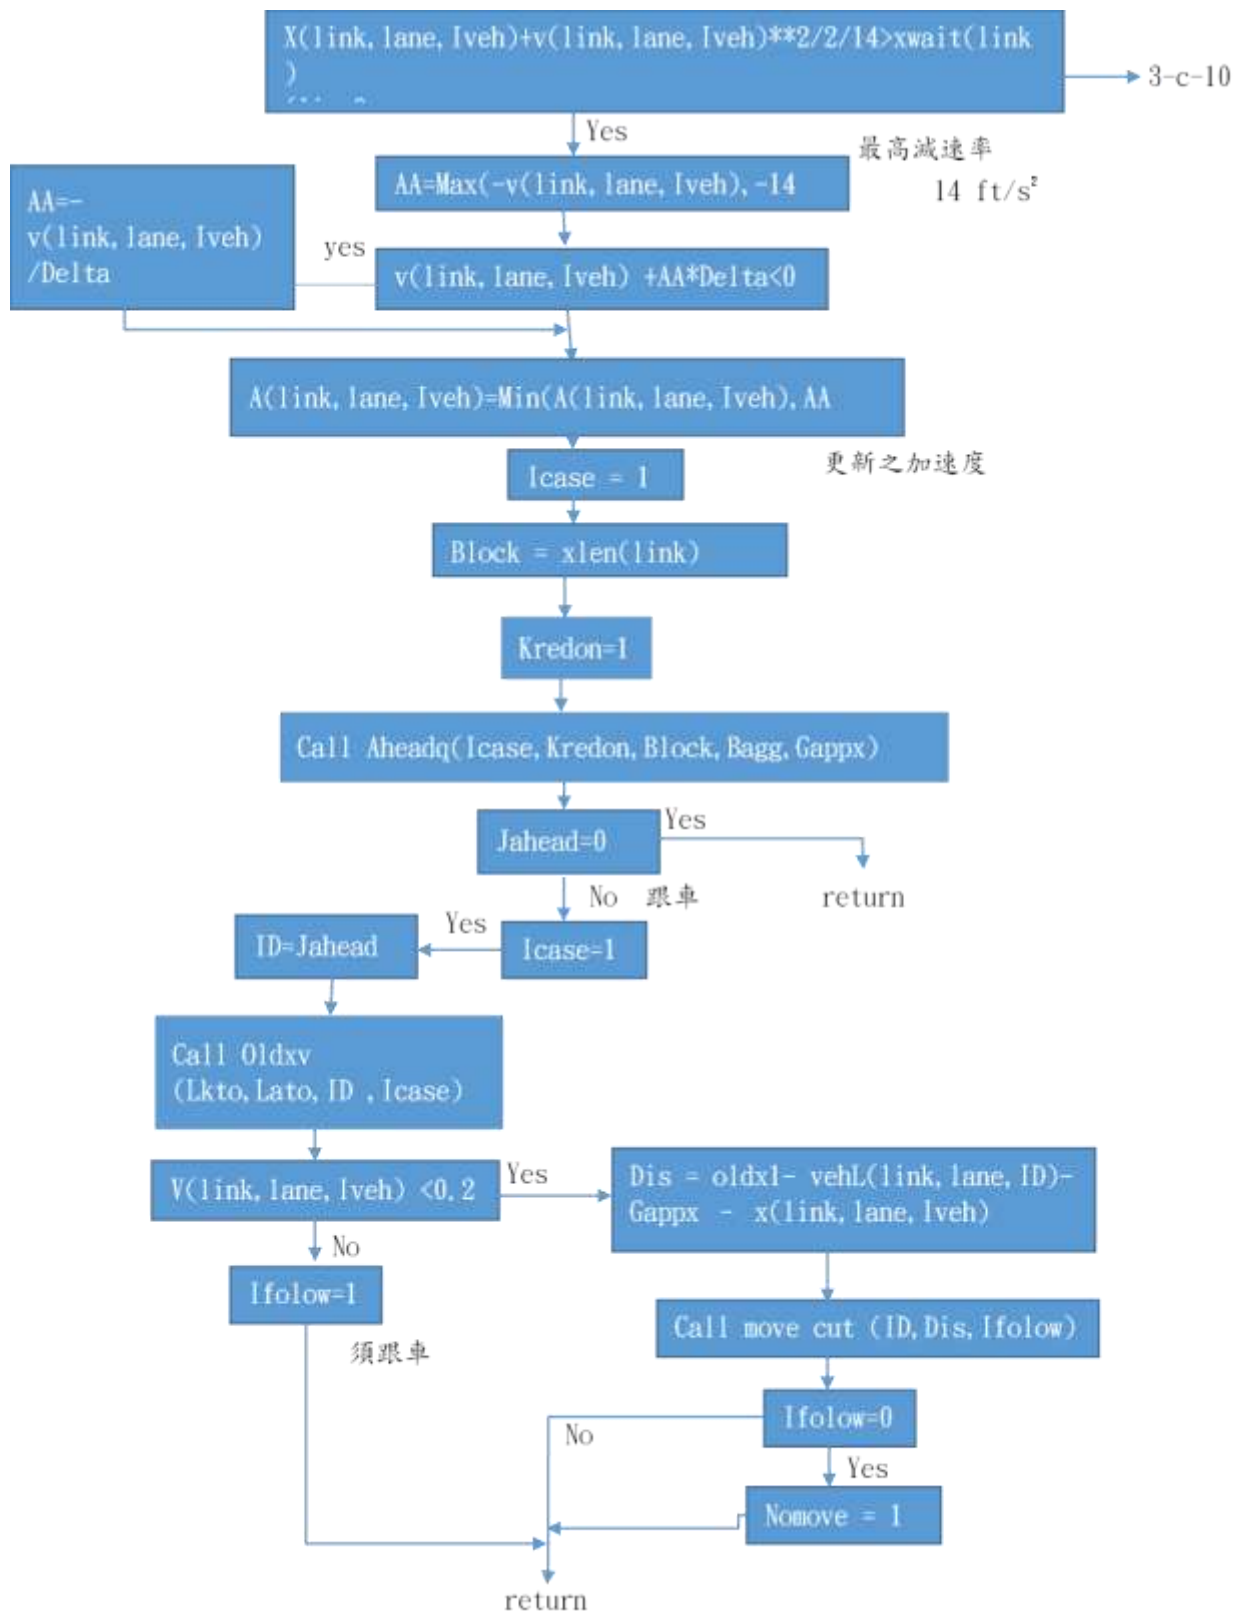 X(link,lane,Iveh)+v(link,lane,Iveh)**2/2/14>xwait(link
)
3-c-10
Yes
最高減速率
14 ft/s²
AA=Max(-v(link,lane,Iveh),-14
AA=-
v(link,lane,Iveh)
/Delta
yes
v(link,lane,Iveh) +AA*Delta<0
A(link,lane,Iveh)=Min(A(link,lane,Iveh),AA
更新之加速度
Icase = 1
Block = xlen(link)
Kredon=1
Call Aheadq(Icase,Kredon,Block,Bagg,Gappx)
Jahead=0
Yes
return
No 跟車
Icase=1
Yes
ID=Jahead
Call Oldxv
(Lkto,Lato,ID ,Icase)
V(link,lane,Iveh) <0.2
Yes
Dis = oldx1- vehL(link,lane,ID)-
Gappx - x(link,lane,Iveh)
No
Ifolow=1
須跟車
Call move cut (ID,Dis,Ifolow)
Ifolow=0
No
Yes
Nomove = 1
return